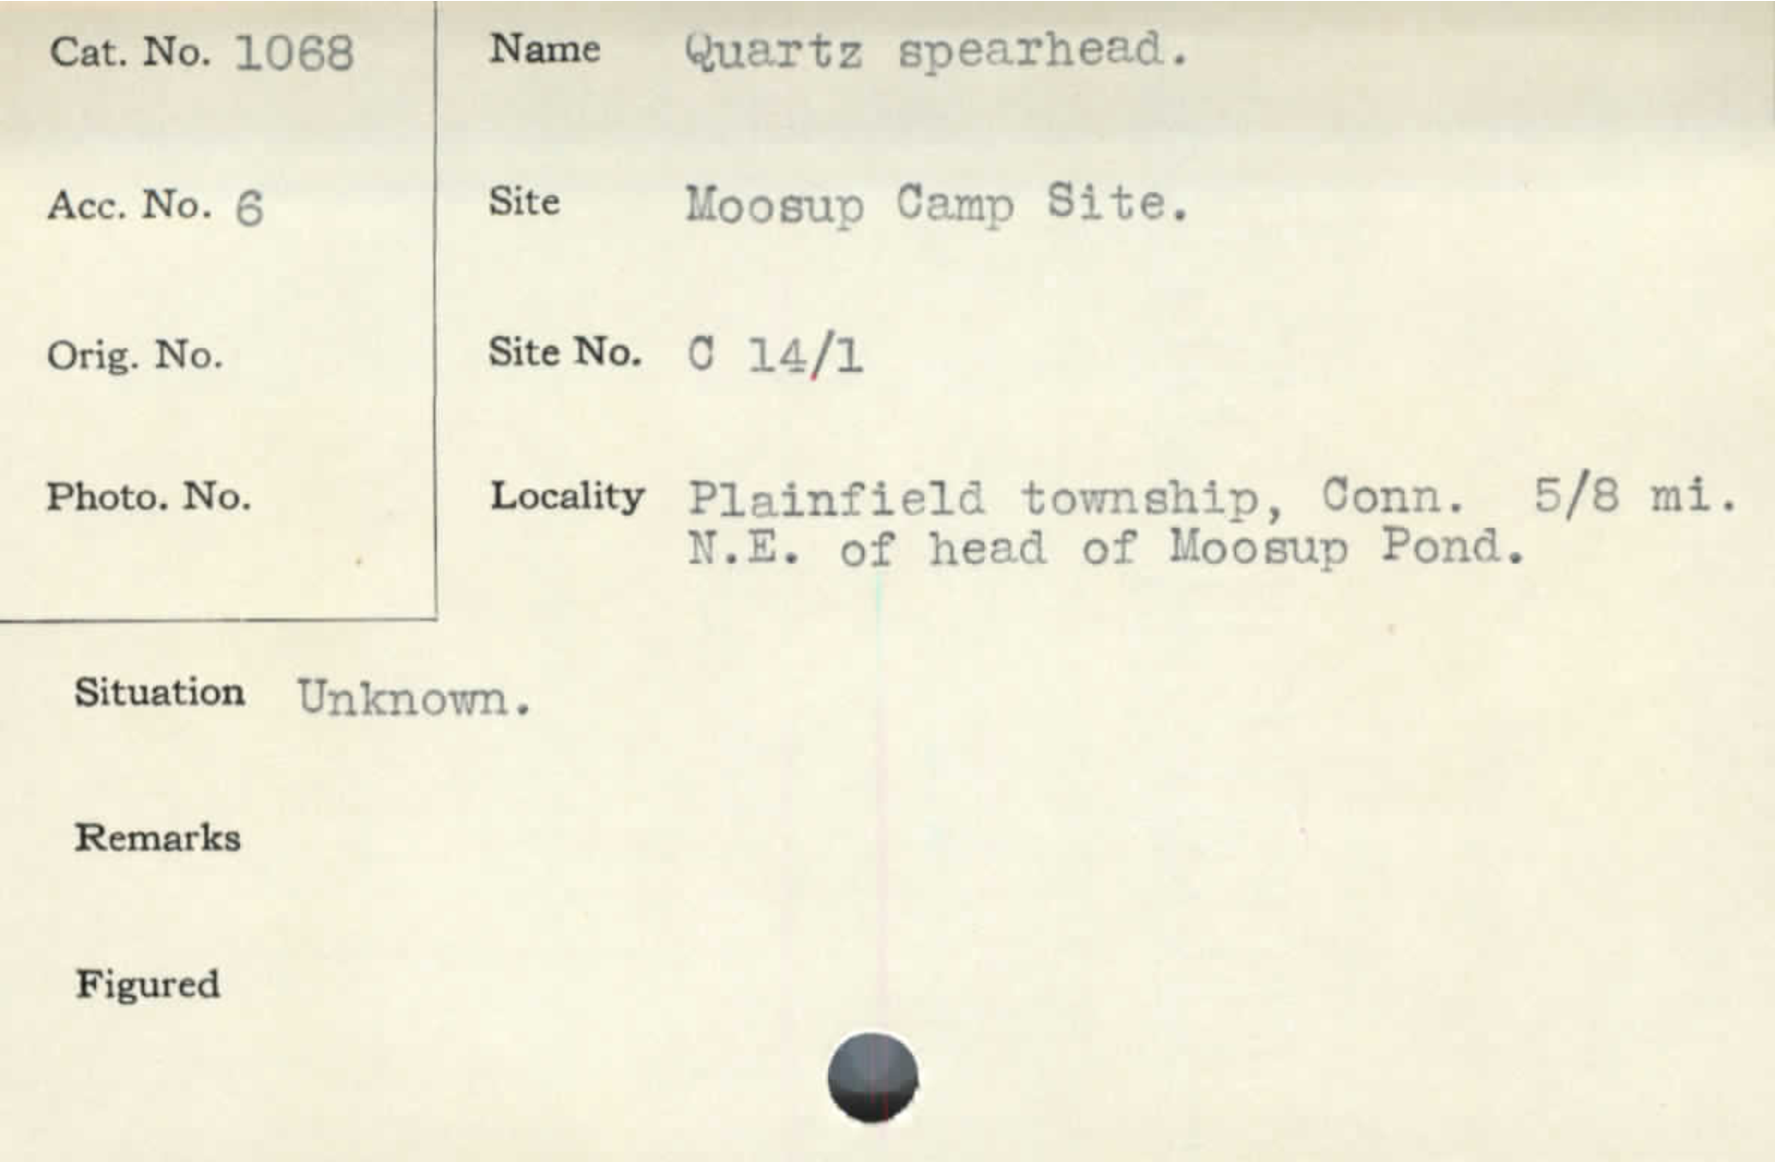 Cat. No. 1068
Name Quartz spearhead.
Acc. No. 6
Site Moosup Camp Site.
Orig. No.
Site No. C 14/1
Photo. No.
Locality Plainfield township, Conn. 5/8 mi.
N.E. of head of Moosup Pond.
Situation Unknown.
Remarks
Figured